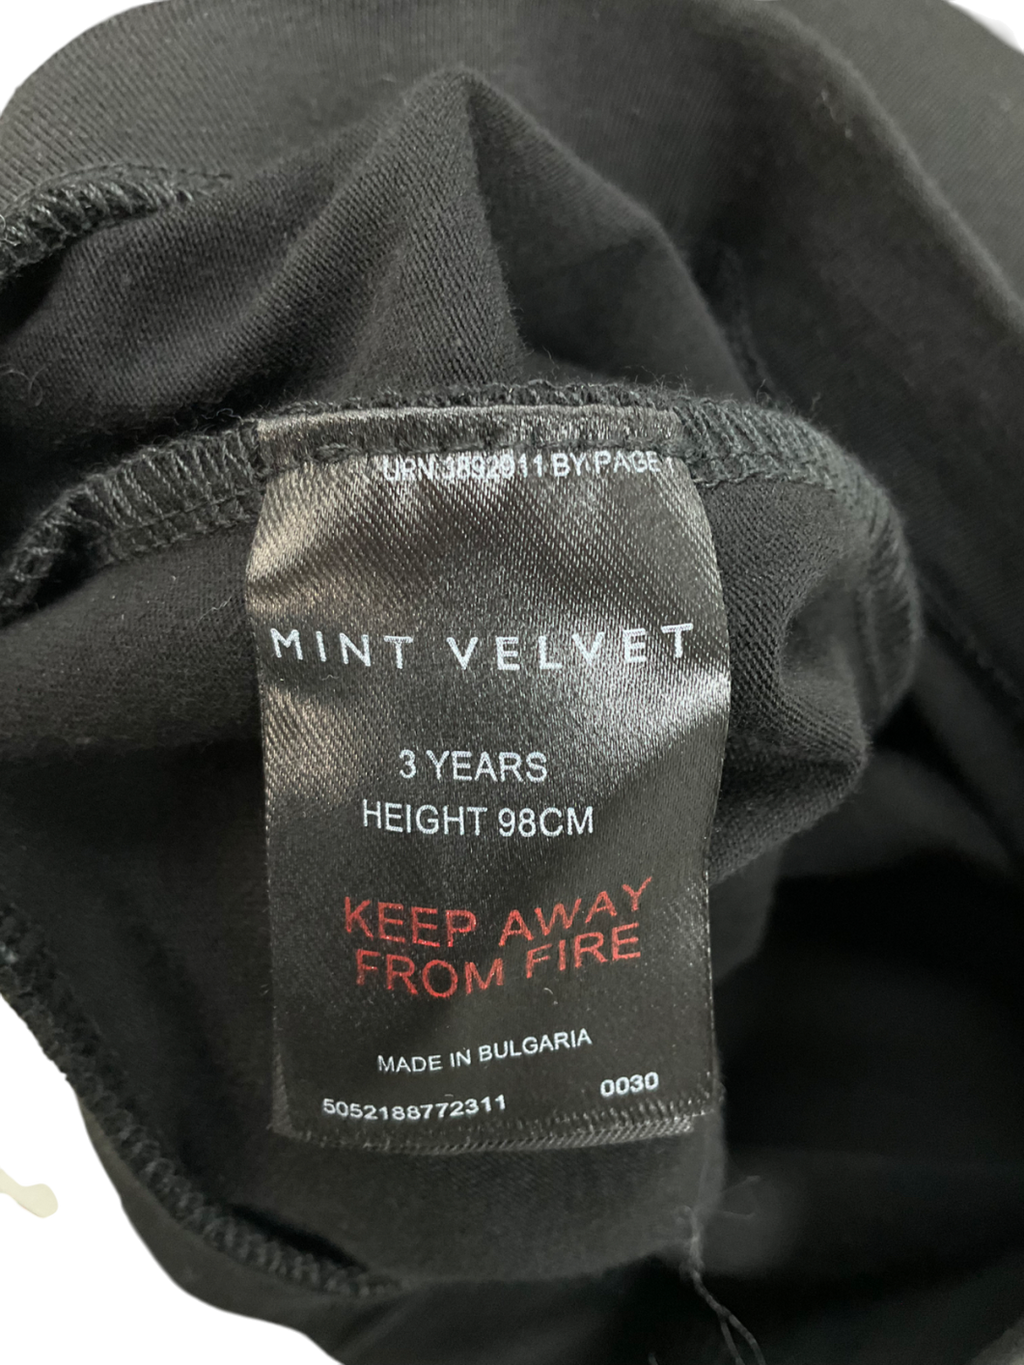 URN 3892911 BY PAGE 1
MINT VELVET
3 YEARS
HEIGHT 98CM
KEEP AWAY
FROM FIRE
MADE IN BULGARIA
5052188772311 0030